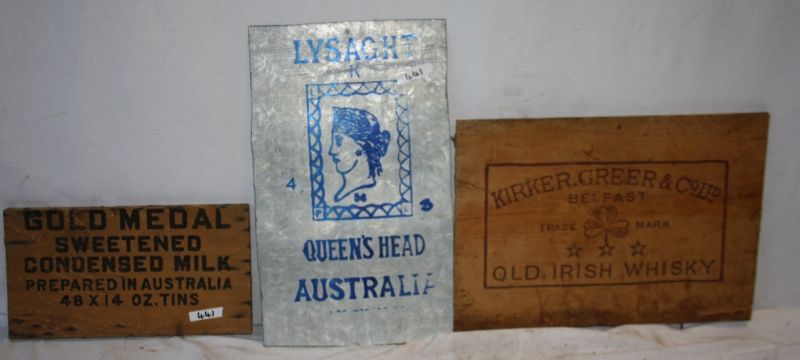 GOLD MEDAL
SWEETENED
CONDENSED MILK
PREPARED IN AUSTRALIA
48 X 14 OZ. TINS
441
LYSAGHT
441
4
3
QUEEN'S HEAD
AUSTRALIA
KIRKER. GREER & CO LTD
BELFAST
TRADE MARK
OLD. IRISH WHISKY